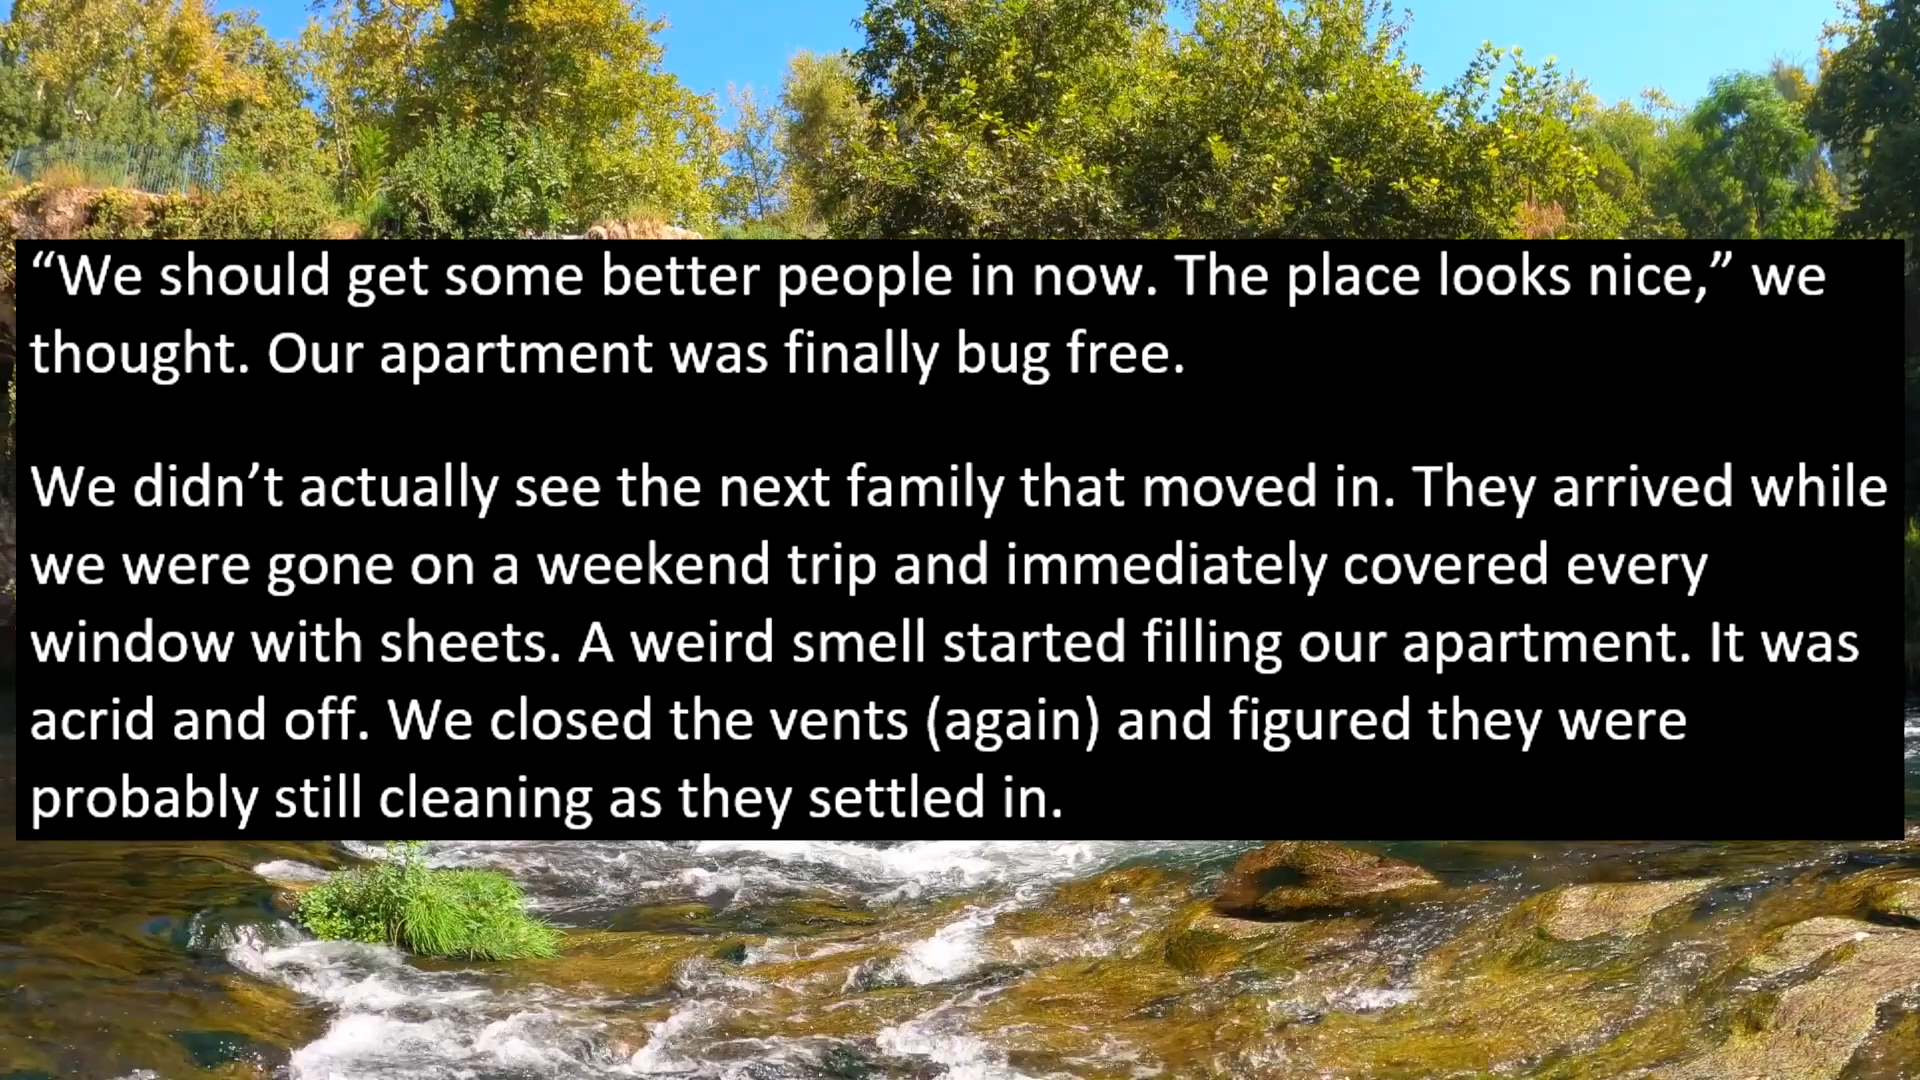 “We should get some better people in now. The place looks nice,” we
thought. Our apartment was finally bug free.
We didn’t actually see the next family that moved in. They arrived while
we were gone on a weekend trip and immediately covered every
window with sheets. A weird smell started filling our apartment. It was
acrid and off. We closed the vents (again) and figured they were
probably still cleaning as they settled in.